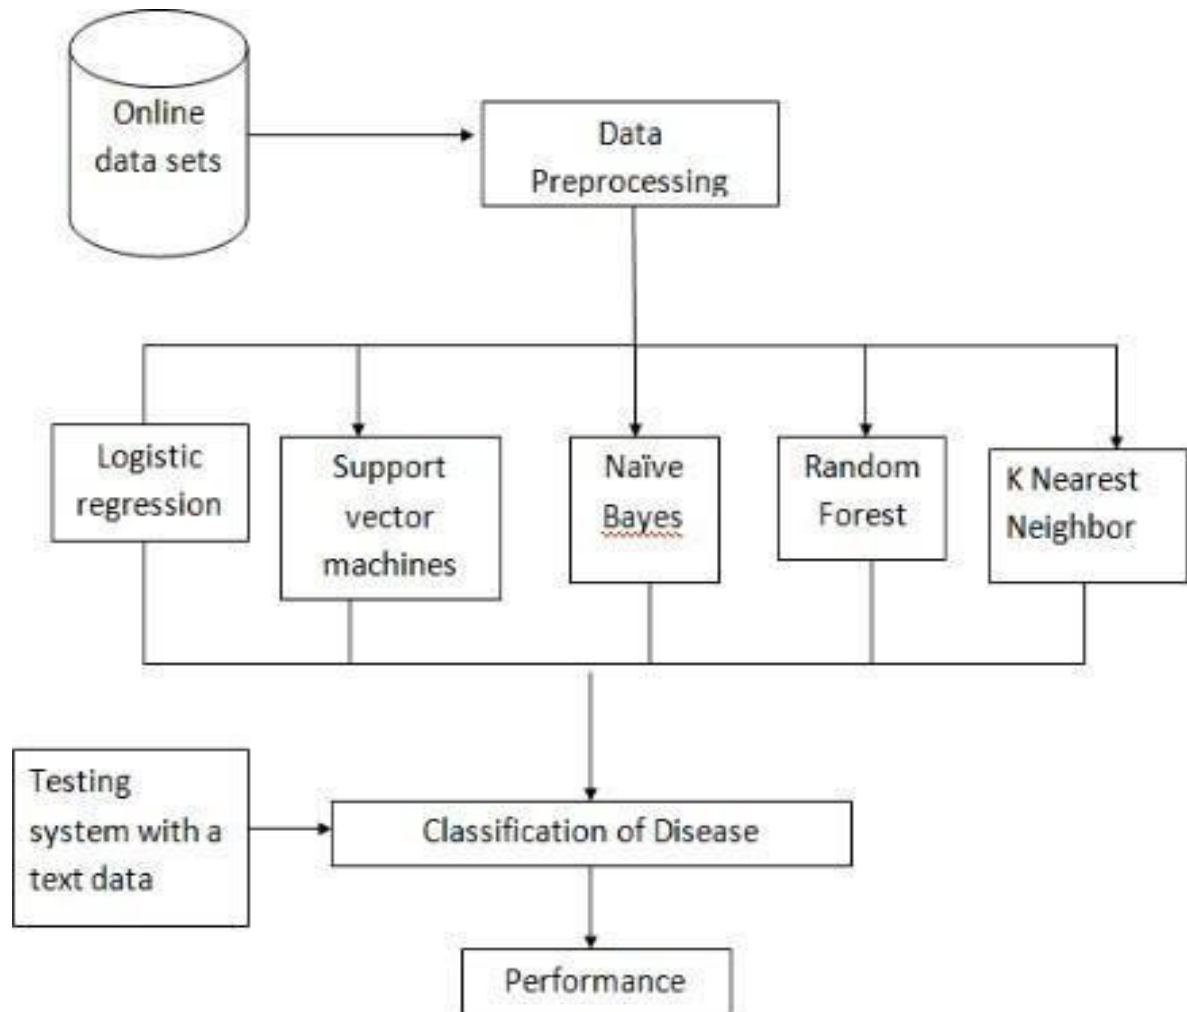 Online
data sets
Data
Preprocessing
Logistic
regression
Support
vector
machines
Naïve
Bayes
Random
Forest
K Nearest
Neighbor
Testing
system with a
text data
Classification of Disease
Performance